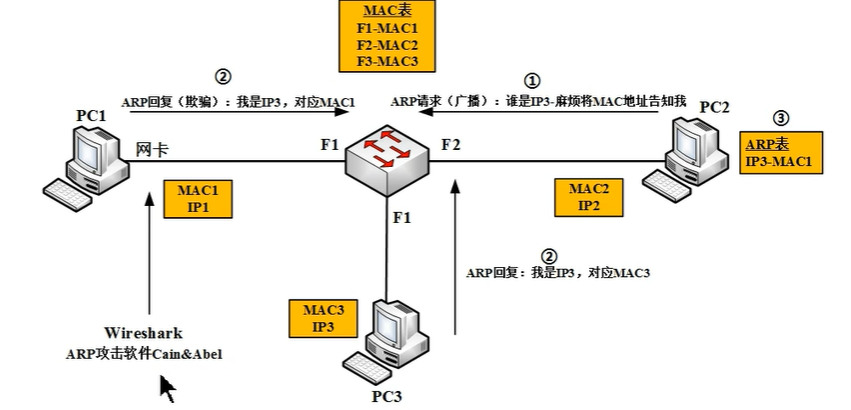 MAC表
F1-MAC1
F2-MAC2
F3-MAC3
②
ARP回复（欺骗）：我是IP3，对应MAC1
①
ARP请求（广播）：谁是IP3-麻烦将MAC地址告知我
PC1
PC2
③
ARP表
IP3-MAC1
网卡
F1
F2
MAC1
IP1
MAC2
IP2
F1
②
ARP回复：我是IP3，对应MAC3
MAC3
IP3
Wireshark
ARP攻击软件Cain&Abel
PC3